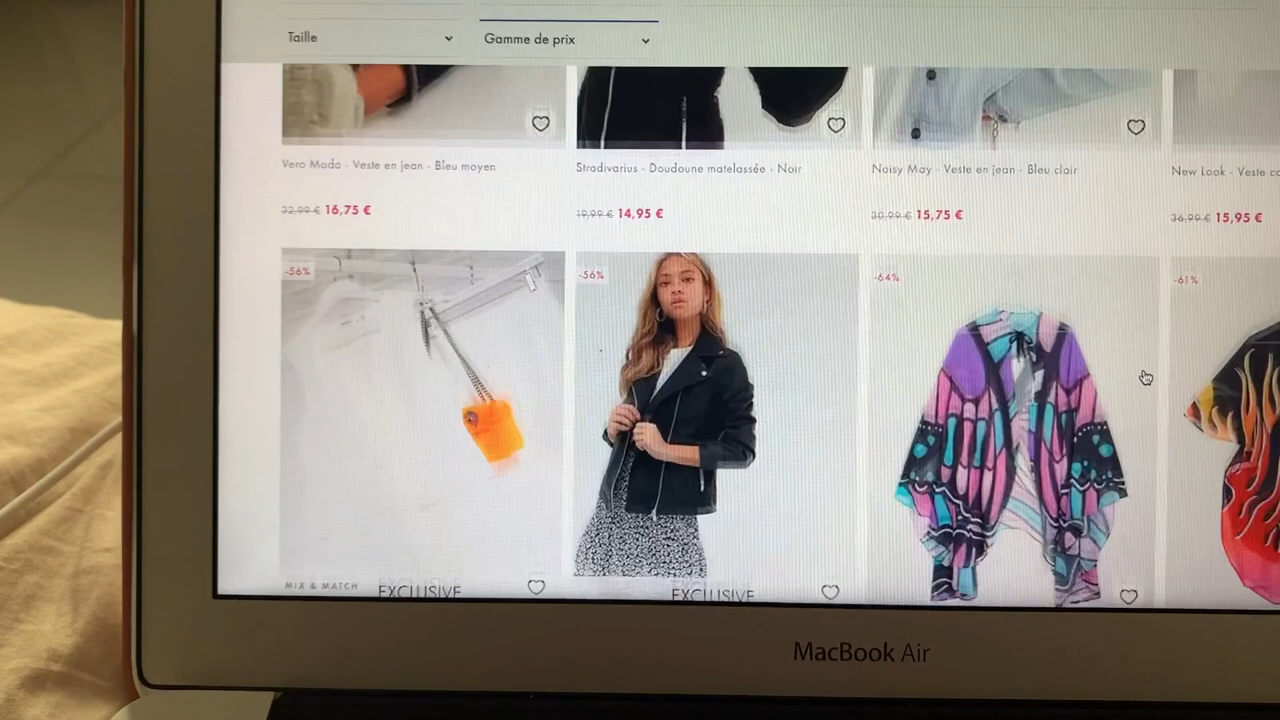 Taille
Gamme de prix
Vero Moda - Veste en jean - Bleu moyen
Stradivarius - Doudoune matelassée - Noir
Noisy May - Veste en jean - Bleu clair
New Look - Veste
32,99 € 16,75 €
19,99 € 14,95 €
30,99 € 15,75 €
36,99 € 15,95 €
-56%
-56%
-64%
-61%
MIX & MATCH
EXCLUSIVE
EXCLUSIVE
MacBook Air